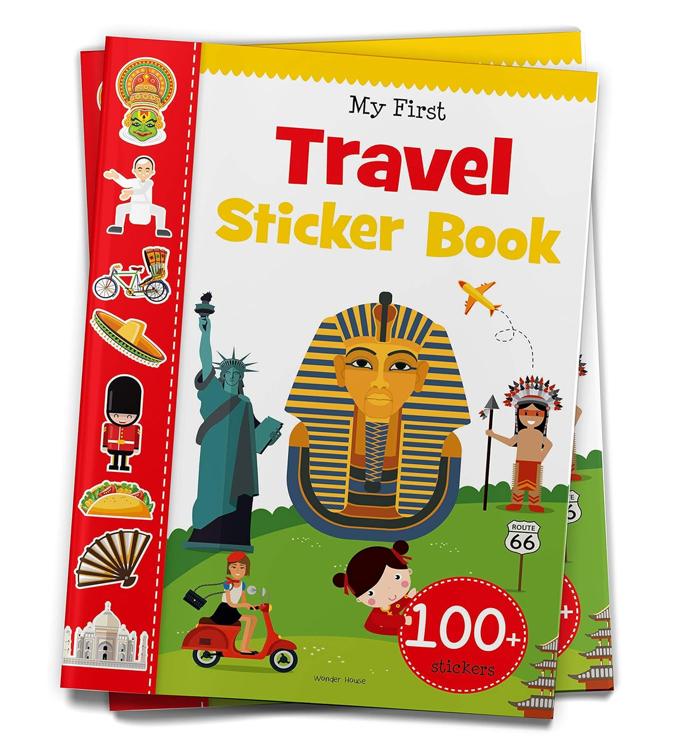 My First
Travel
Sticker Book
ROUTE
66
100+
stickers
Wonder House